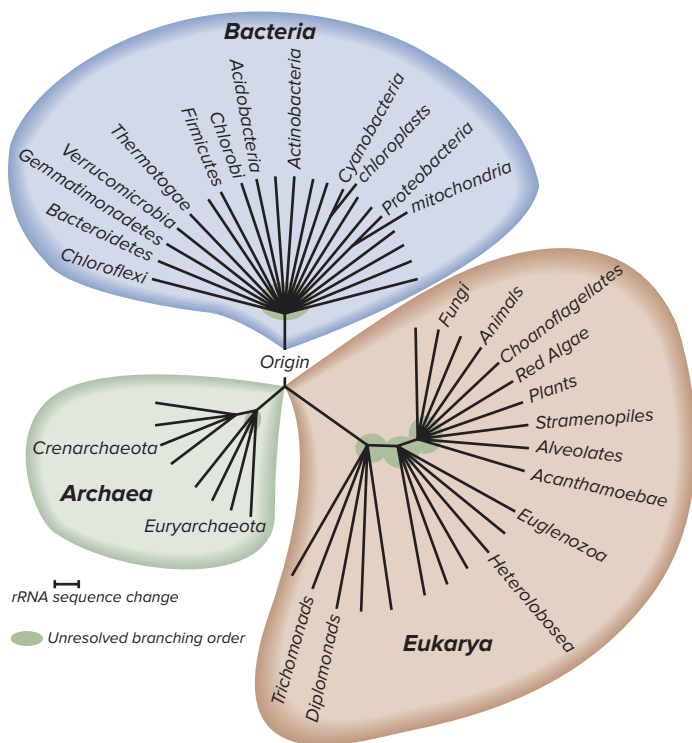 Bacteria
Chloroflexi
Bacteroidetes
Gemmatimonadetes
Verrucomicrobia
Thermotogae
Firmicutes
Chlorobi
Acidobacteria
Actinobacteria
Cyanobacteria
chloroplasts
Proteobacteria
mitochondria
Origin
Crenarchaeota
Archaea
Euryarchaeota
Fungi
Animals
Choanoflagellates
Red Algae
Plants
Stramenopiles
Alveolates
Acanthamoebae
Euglenozoa
Heterolobosea
Diplomonads
Trichomonads
Eukarya
rRNA sequence change
Unresolved branching order